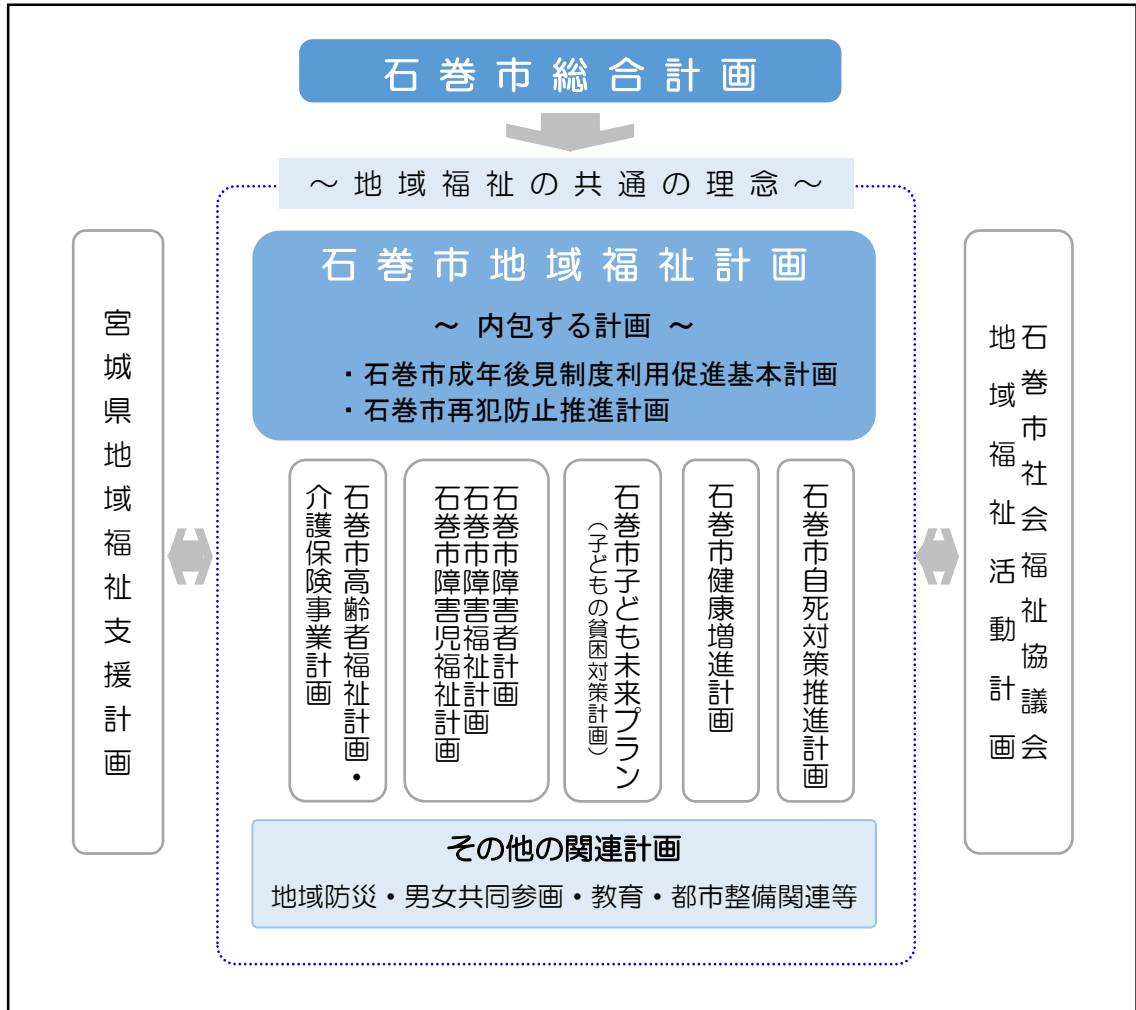 石巻市総合計画
～地域福祉の共通の理念～
石巻市地域福祉計画
～ 内包する計画 ～
・石巻市成年後見制度利用促進基本計画
・石巻市再犯防止推進計画
宮城県地域福祉支援計画
石巻市高齢者福祉計画・
介護保険事業計画
石巻市障害者計画
石巻市障害福祉計画
石巻市障害児福祉計画
石巻市子ども未来プラン
（子どもの貧困対策計画）
石巻市健康増進計画
石巻市自死対策推進計画
石巻市社会福祉協議会
地域福祉活動計画
その他の関連計画
地域防災・男女共同参画・教育・都市整備関連等